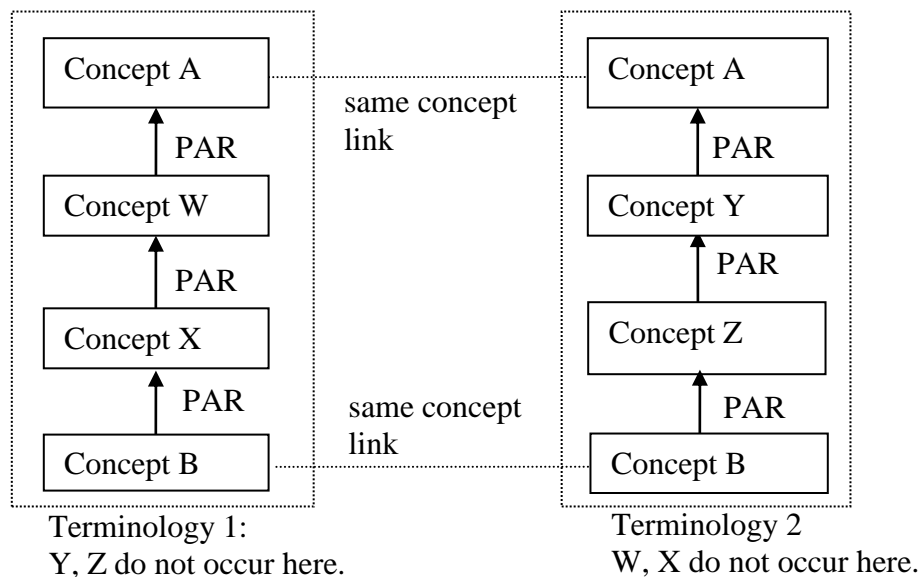 Concept A
Concept A
same concept
link
PAR
PAR
Concept W
Concept Y
PAR
PAR
Concept X
Concept Z
PAR
PAR
same concept
link
Concept B
Concept B
Terminology 1:
Y, Z do not occur here.
Terminology 2
W, X do not occur here.